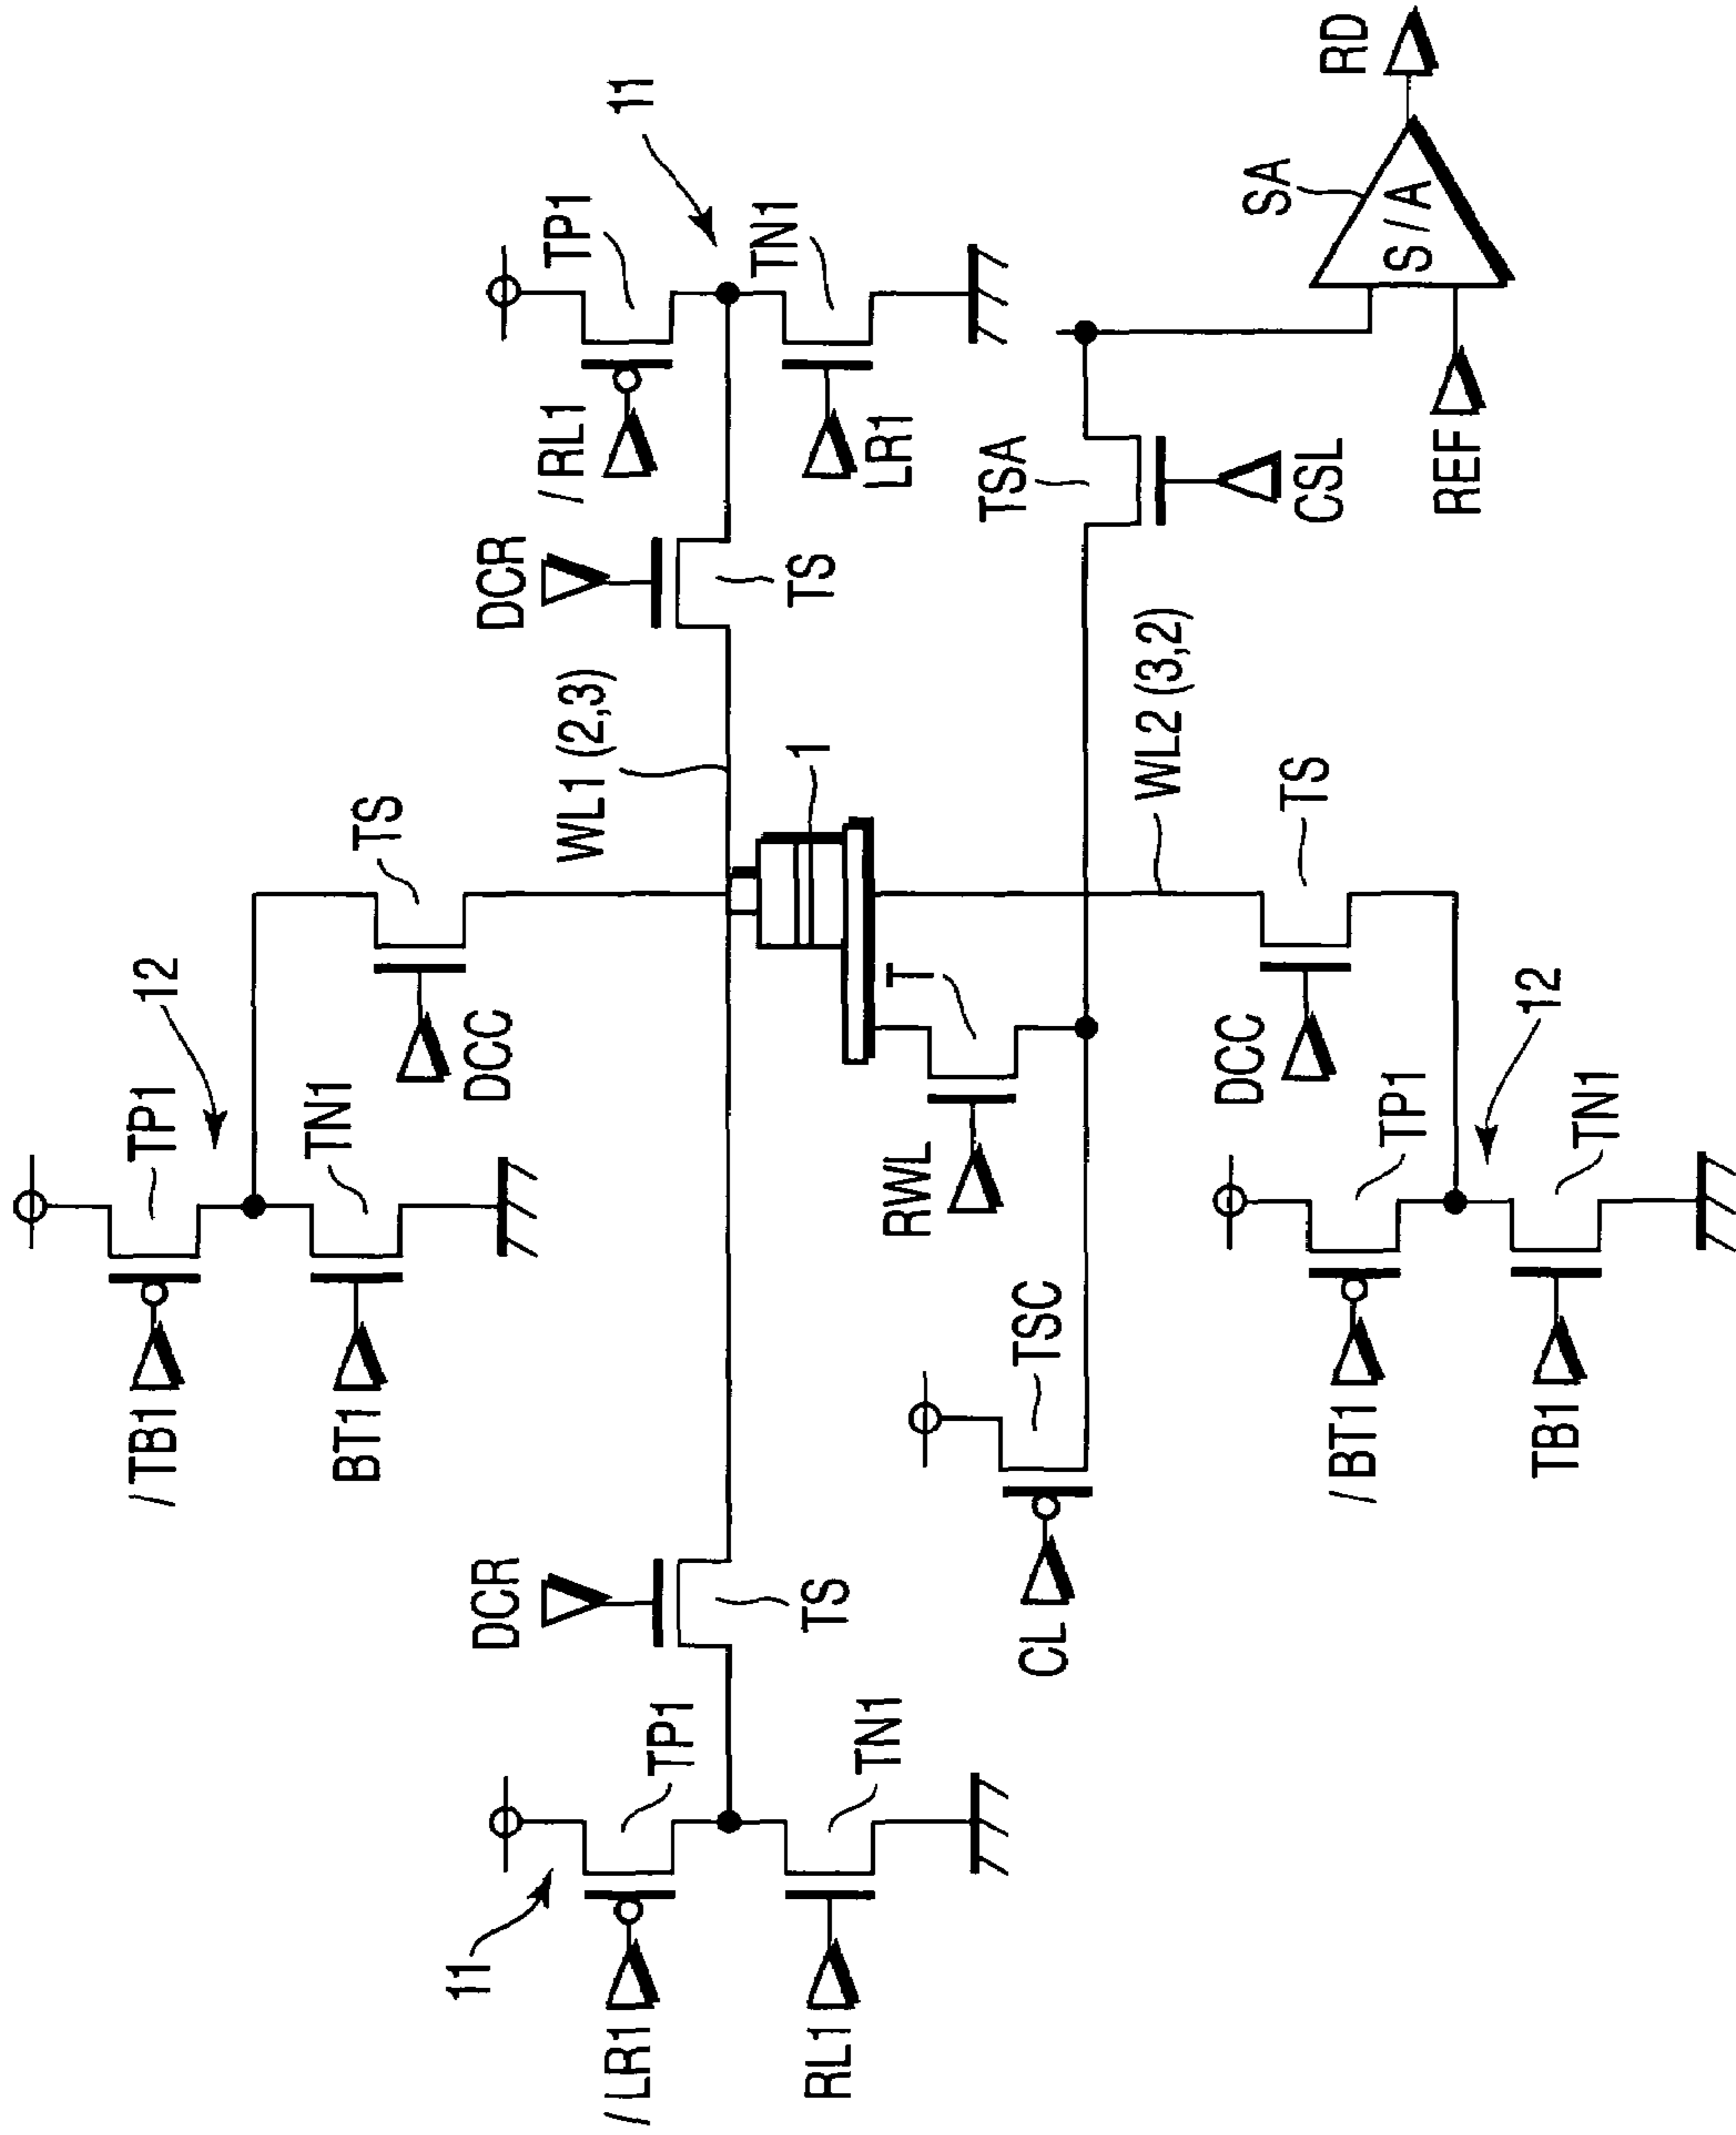 12
TP1
/TB1
TN1
BT1
TS
DCC
11
TP1
/RL1
TN1
LR1
DCR
TS
WL1 (2,3)
1
DCR
TS
11
TP1
/LR1
TN1
RL1
T
RWL
TSC
CL
TSA
CSL
SA
S/A
RD
REF
WL2 (3,2)
TS
DCC
12
TP1
/BT1
TN1
TB1